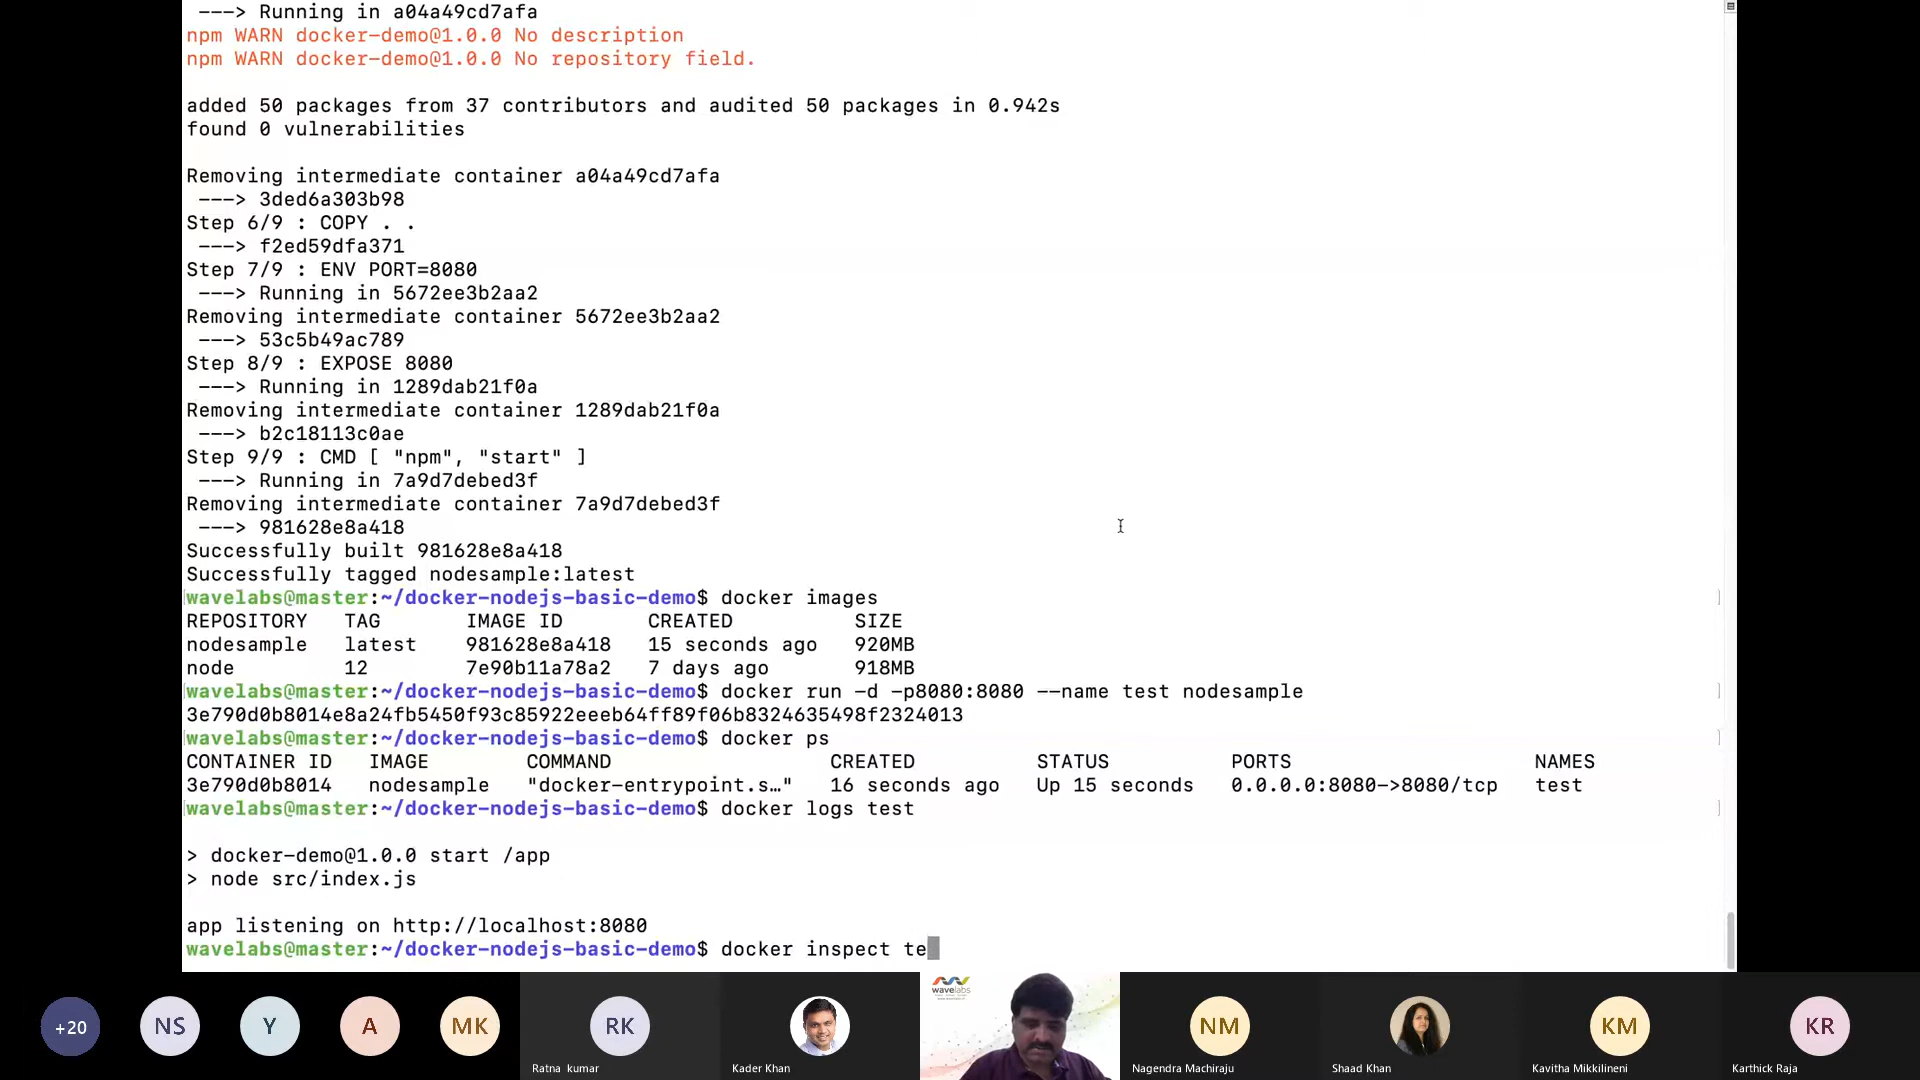 ---> Running in a04a49cd7afa
npm WARN docker-demo@1.0.0 No description
npm WARN docker-demo@1.0.0 No repository field.
added 50 packages from 37 contributors and audited 50 packages in 0.942s
found 0 vulnerabilities
Removing intermediate container a04a49cd7afa
---> 3ded6a303b98
Step 6/9 : COPY . .
---> f2ed59dfa371
Step 7/9 : ENV PORT=8080
---> Running in 5672ee3b2aa2
Removing intermediate container 5672ee3b2aa2
---> 53c5b49ac789
Step 8/9 : EXPOSE 8080
---> Running in 1289dab21f0a
Removing intermediate container 1289dab21f0a
---> b2c18113c0ae
Step 9/9 : CMD [ "npm", "start" ]
---> Running in 7a9d7debed3f
Removing intermediate container 7a9d7debed3f
---> 981628e8a418
Successfully built 981628e8a418
Successfully tagged nodesample:latest
wavelabs@master:~/docker-nodejs-basic-demo$ docker images
REPOSITORY TAG IMAGE ID CREATED SIZE
nodesample latest 981628e8a418 15 seconds ago 920MB
node 12 7e90b11a78a2 7 days ago 918MB
wavelabs@master:~/docker-nodejs-basic-demo$ docker run -d -p8080:8080 --name test nodesample
3e790d0b8014e8a24fb5450f93c85922eeeb64ff89f06b8324635498f2324013
wavelabs@master:~/docker-nodejs-basic-demo$ docker ps
CONTAINER ID IMAGE COMMAND CREATED STATUS PORTS NAMES
3e790d0b8014 nodesample "docker-entrypoint.s…" 16 seconds ago Up 15 seconds 0.0.0.0:8080->8080/tcp test
wavelabs@master:~/docker-nodejs-basic-demo$ docker logs test
> docker-demo@1.0.0 start /app
> node src/index.js
app listening on http://localhost:8080
wavelabs@master:~/docker-nodejs-basic-demo$ docker inspect te
+20 NS Y A MK RK NM KM KR
wavelabs
Ratna kumar Kader Khan Nagendra Machiraju Shaad Khan Kavitha Mikkilineni Karthick Raja